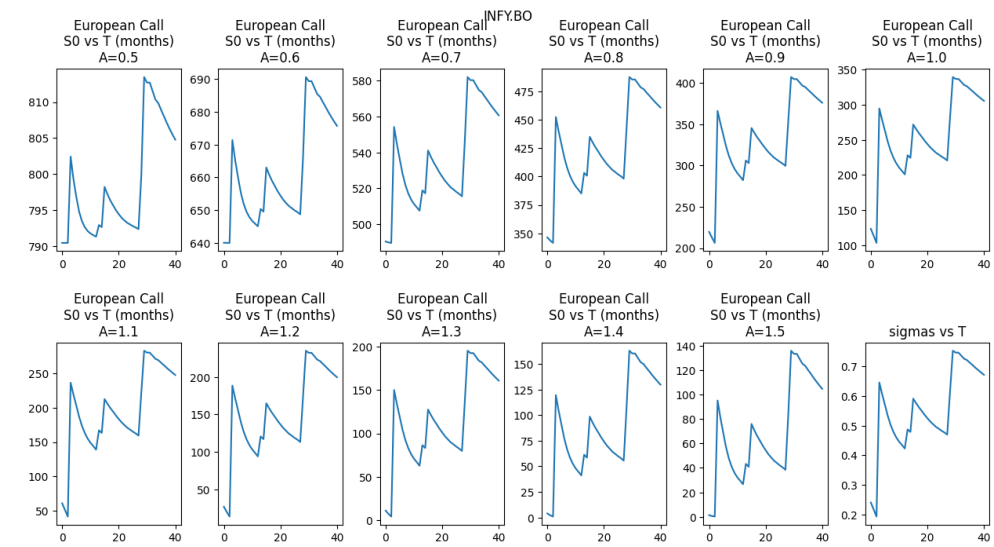 INFY.BO
European Call
S0 vs T (months)
A=0.5
810
805
800
795
790
0 20 40
European Call
S0 vs T (months)
A=0.6
690
680
670
660
650
640
0 20 40
European Call
S0 vs T (months)
A=0.7
580
560
540
520
500
0 20 40
European Call
S0 vs T (months)
A=0.8
475
450
425
400
375
350
0 20 40
European Call
S0 vs T (months)
A=0.9
400
350
300
250
200
0 20 40
European Call
S0 vs T (months)
A=1.0
350
300
250
200
150
100
0 20 40
European Call
S0 vs T (months)
A=1.1
250
200
150
100
50
0 20 40
European Call
S0 vs T (months)
A=1.2
200
150
100
50
0 20 40
European Call
S0 vs T (months)
A=1.3
200
150
100
50
0
0 20 40
European Call
S0 vs T (months)
A=1.4
150
125
100
75
50
25
0
0 20 40
European Call
S0 vs T (months)
A=1.5
140
120
100
80
60
40
20
0
0 20 40
sigmas vs T
0.7
0.6
0.5
0.4
0.3
0.2
0 20 40